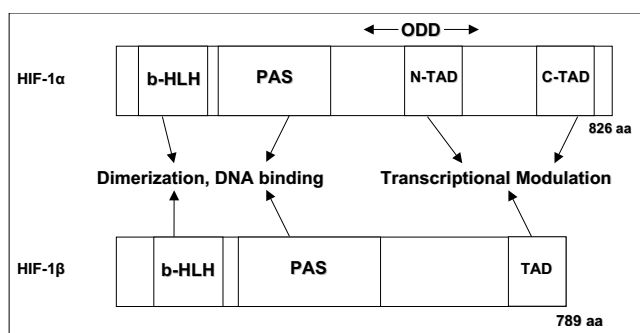 ODD
HIF-1α b-HLH PAS N-TAD C-TAD
826 aa
Dimerization, DNA binding Transcriptional Modulation
HIF-1β b-HLH PAS TAD
789 aa